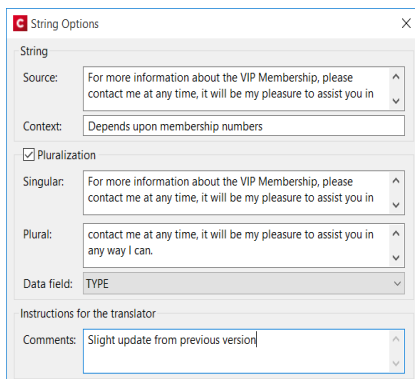 C String Options
String
Source: For more information about the VIP Membership, please
contact me at any time, it will be my pleasure to assist you in
Context: Depends upon membership numbers
Pluralization
Singular: For more information about the VIP Membership, please
contact me at any time, it will be my pleasure to assist you in
Plural: contact me at any time, it will be my pleasure to assist you in
any way I can.
Data field: TYPE
Instructions for the translator
Comments: Slight update from previous version